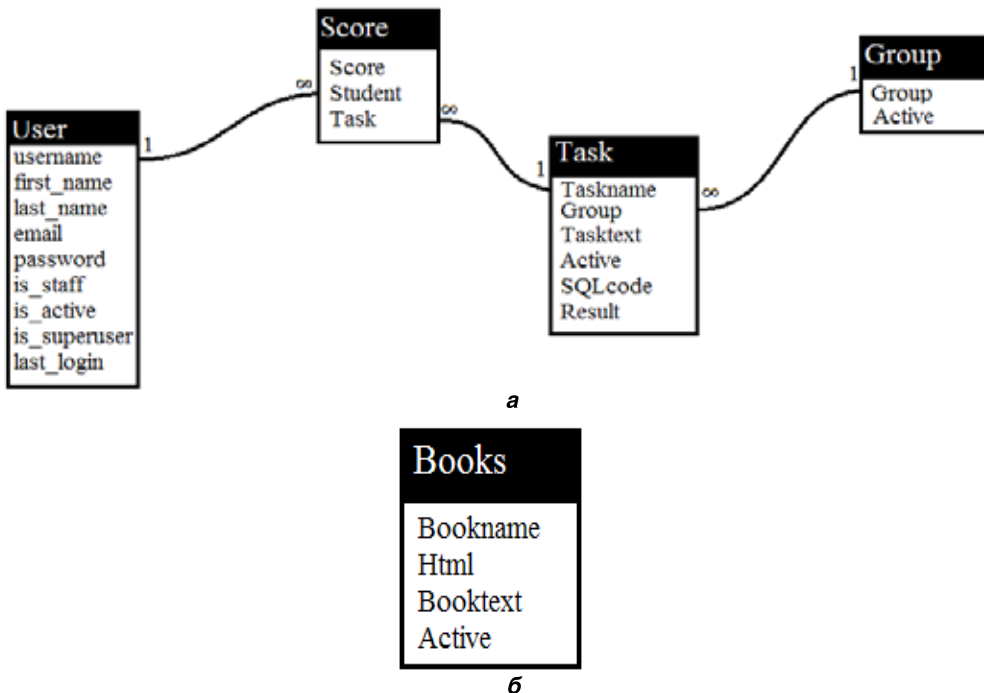 Score
Score
Student
Task
Group
Group
Active
User
username
first_name
last_name
email
password
is_staff
is_active
is_superuser
last_login
Task
Taskname
Group
Tasktext
Active
SQLcode
Result
1
∞
∞
1
∞
1
а
Books
Bookname
Html
Booktext
Active
б